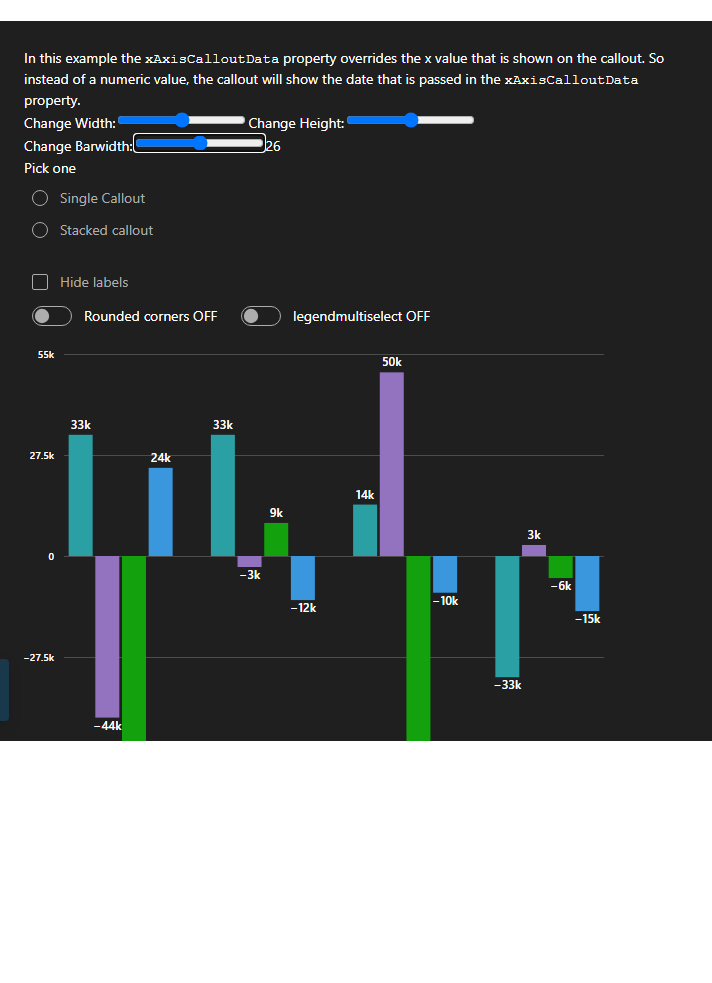 In this example the xAxisCalloutData property overrides the x value that is shown on the callout. So
instead of a numeric value, the callout will show the date that is passed in the xAxisCalloutData
property.
Change Width: Change Height:
Change Barwidth: 26
Pick one
Single Callout
Stacked callout
Hide labels
Rounded corners OFF legendmultiselect OFF
55k
50k
33k 33k
27.5k
24k
14k
9k
3k
0
−3k
−6k
−10k
−12k
−15k
−27.5k
−33k
−44k